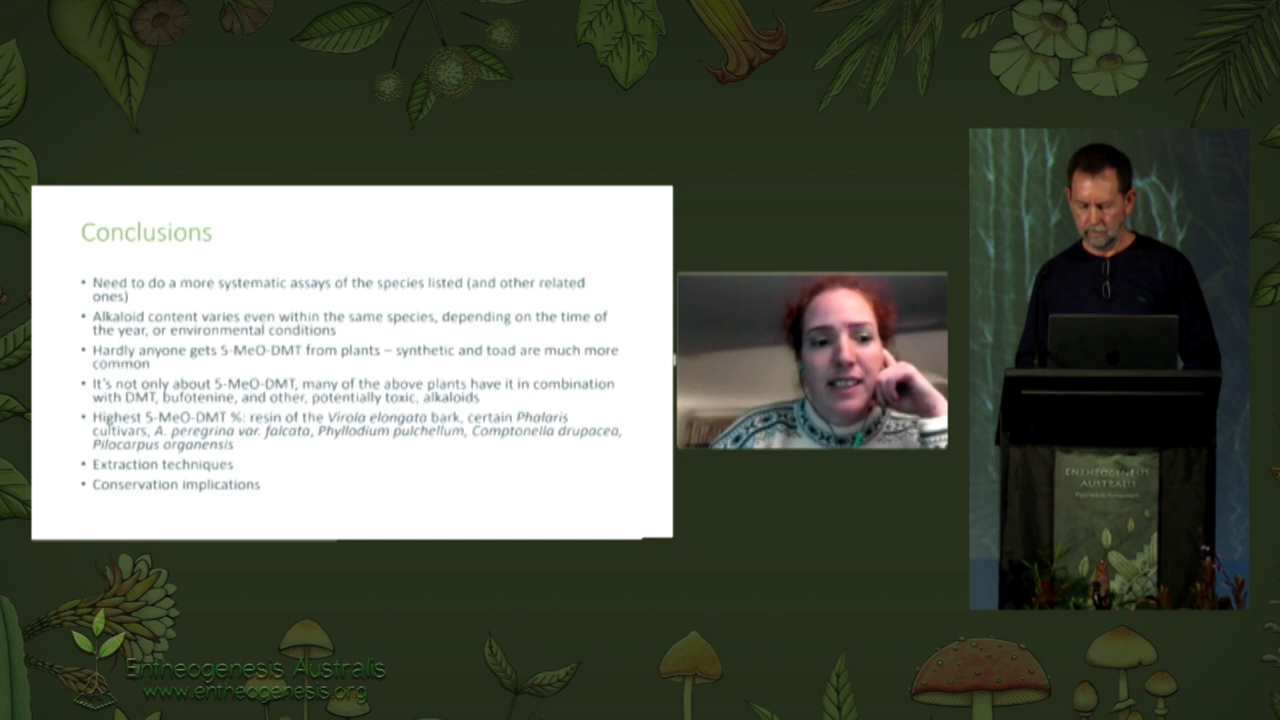 Conclusions
• Need to do a more systematic assays of the species listed (and other related
ones)
• Alkaloid content varies even within the same species, depending on the time of
the year, or environmental conditions
• Hardly anyone gets 5-MeO-DMT from plants – synthetic and toad are much more
common
• It's not only about 5-MeO-DMT, many of the above plants have it in combination
with DMT, bufotenine, and other, potentially toxic, alkaloids
• Highest 5-MeO-DMT %: resin of the Virola elongata bark, certain Phalaris
cultivars, A. peregrina var. falcata, Phyllodium pulchellum, Comptonella drupacea,
Pilocarpus organensis
• Extraction techniques
• Conservation implications
ENTHEOGENESIS
AUSTRALIS
Psychedelic Symposium
Entheogenesis Australis
www.entheogenesis.org